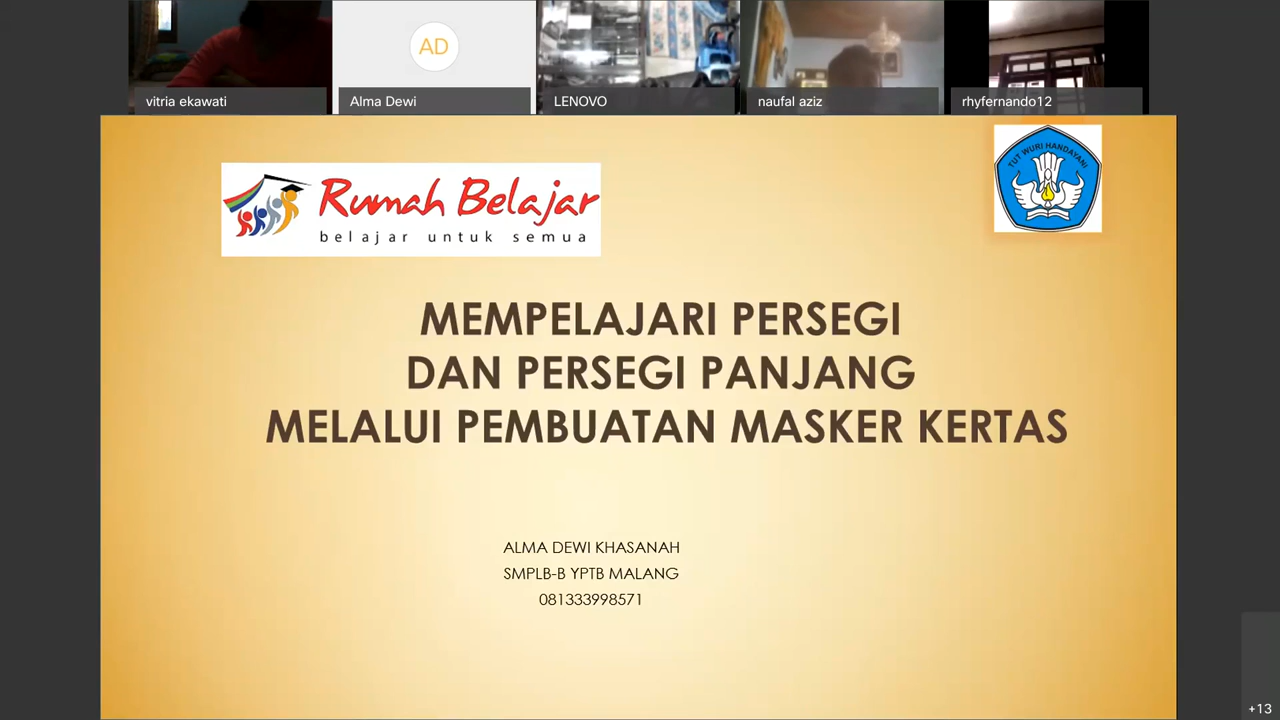 vitria ekawati
AD
Alma Dewi
LENOVO
naufal aziz
rhyfernando12
Rumah Belajar
belajar untuk semua
TUT WURI HANDAYANI
MEMPELAJARI PERSEGI
DAN PERSEGI PANJANG
MELALUI PEMBUATAN MASKER KERTAS
ALMA DEWI KHASANAH
SMPLB-B YPTB MALANG
081333998571
+13